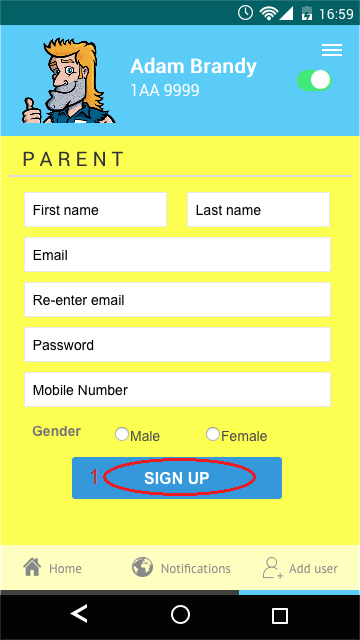 16:59
Adam Brandy
1AA 9999
PARENT
First name Last name
Email
Re-enter email
Password
Mobile Number
Gender Male Female
1 SIGN UP
Home Notifications Add user